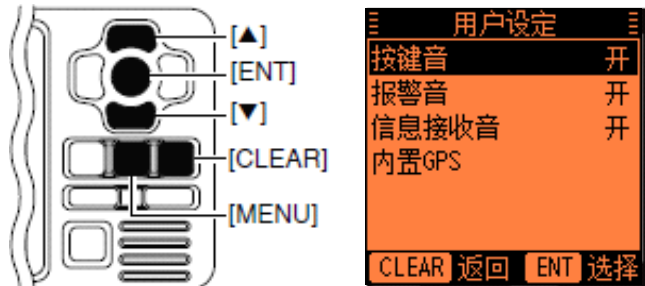 [▲]
[ENT]
[▼]
[CLEAR]
[MENU]
用户设定
按键音 开
报警音 开
信息接收音 开
内置GPS
CLEAR 返回 ENT 选择